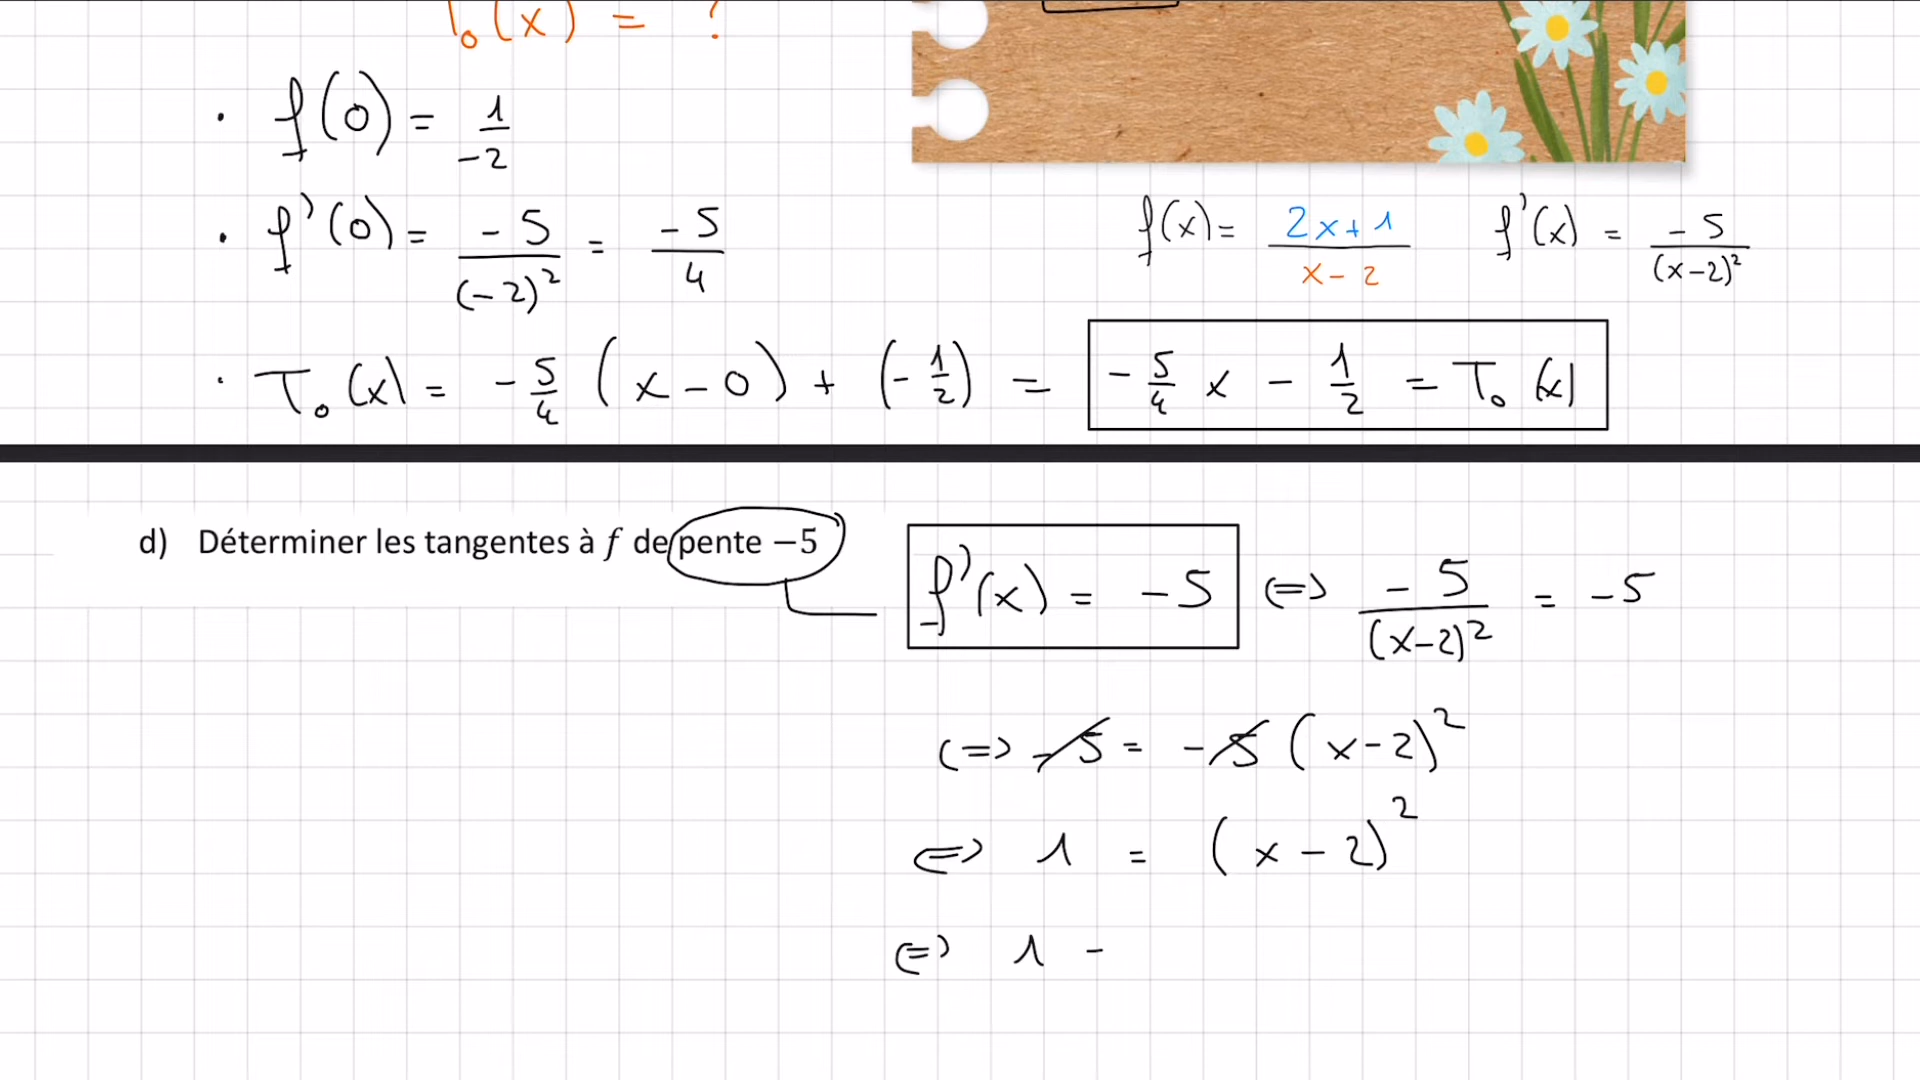 T₀(x) = ?
• f(0) = 1/-2
• f'(0) = -5/(-2)² = -5/4
f(x) = (2x+1)/(x-2) f'(x) = -5/(x-2)²
• T₀(x) = -5/4 (x-0) + (-1/2) = -5/4 x - 1/2 = T₀(x)
d) Déterminer les tangentes à f de pente −5
f'(x) = -5 <=> -5/(x-2)² = -5
<=> -5 = -5 (x-2)²
<=> 1 = (x-2)²
<=> 1 -